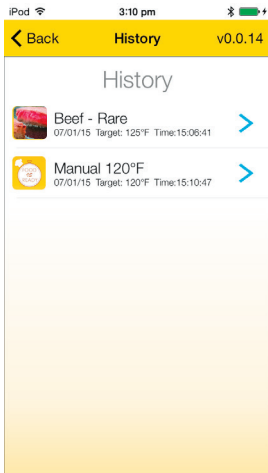 iPod 3:10 pm
Back History v0.0.14
History
Beef - Rare
07/01/15 Target: 125°F Time:15:06:41
Manual 120°F
07/01/15 Target: 120°F Time:15:10:47